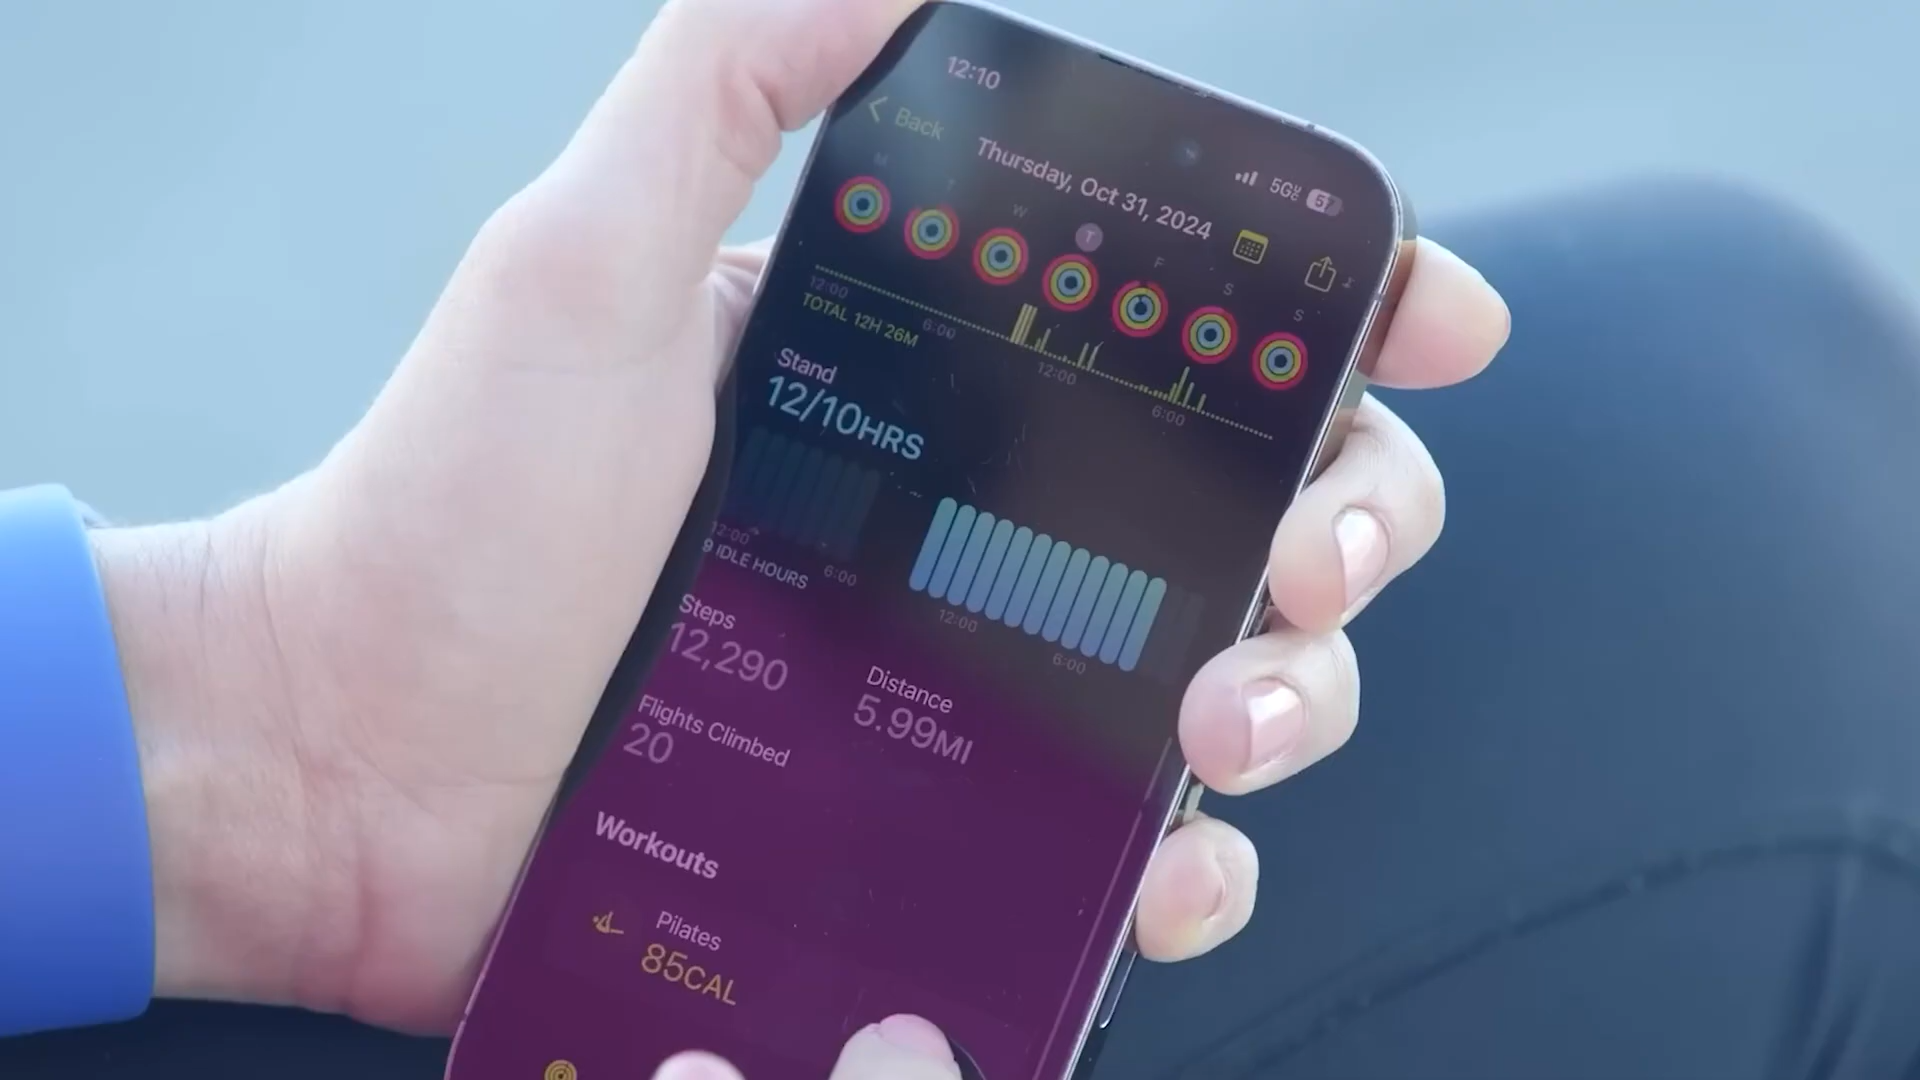 12:10
5G
57
Back
Thursday, Oct 31, 2024
M T W T F S S
12:00 6:00 12:00 6:00
TOTAL 12H 26M
Stand
12/10HRS
12:00 6:00 12:00 6:00
9 IDLE HOURS
Steps
12,290
Distance
5.99MI
Flights Climbed
20
Workouts
Pilates
85CAL